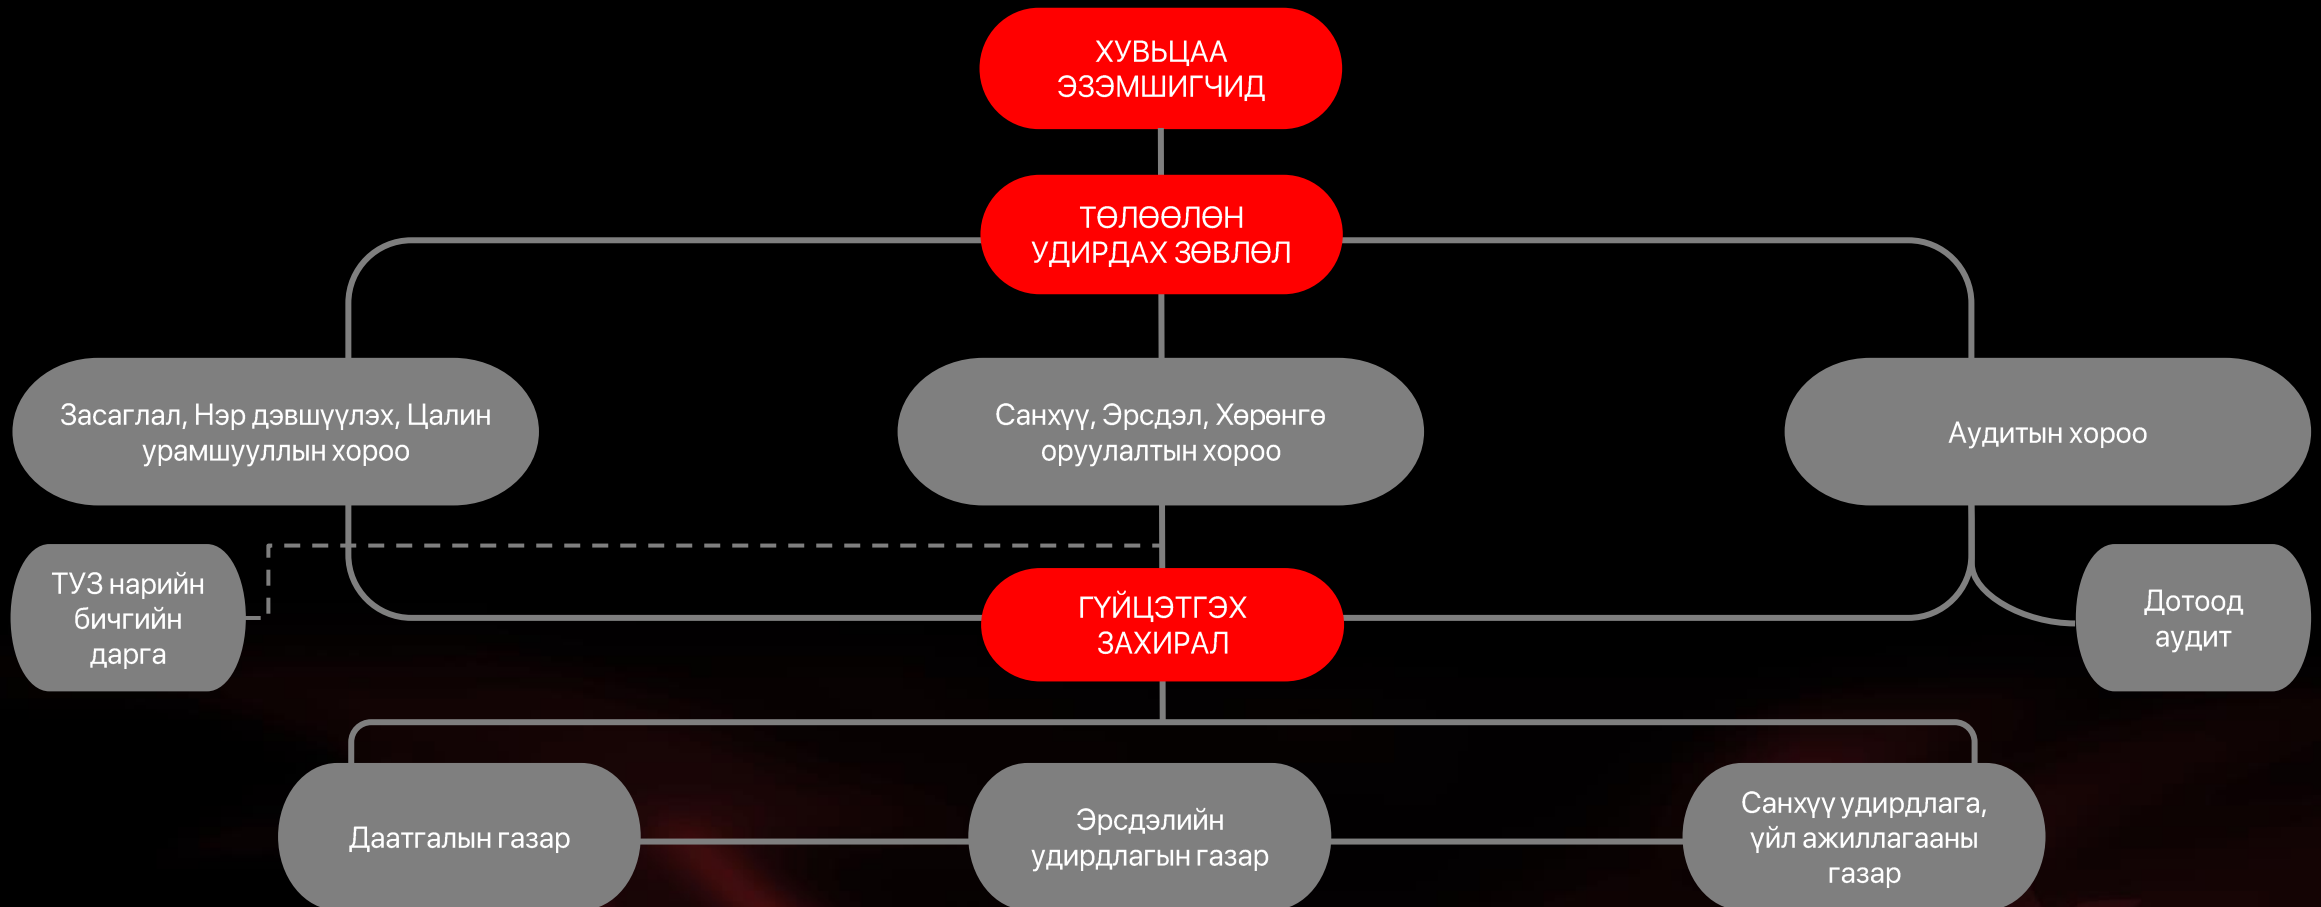 ХУВЬЦАА
ЭЗЭМШИГЧИД
ТӨЛӨӨЛӨН
УДИРДАХ ЗӨВЛӨЛ
Засаглал, Нэр дэвшүүлэх, Цалин
урамшууллын хороо
Санхүү, Эрсдэл, Хөрөнгө
оруулалтын хороо
Аудитын хороо
ТУЗ нарийн
бичгийн
дарга
ГҮЙЦЭТГЭХ
ЗАХИРАЛ
Дотоод
аудит
Даатгалын газар
Эрсдэлийн
удирдлагын газар
Санхүү удирдлага,
үйл ажиллагааны
газар